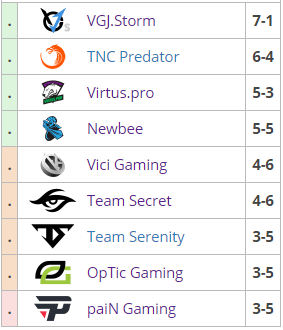 . VGJ.Storm 7-1
. TNC Predator 6-4
. Virtus.pro 5-3
. Newbee 5-5
. Vici Gaming 4-6
. Team Secret 4-6
. Team Serenity 3-5
. OpTic Gaming 3-5
. paiN Gaming 3-5